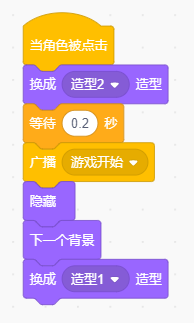 当角色被点击
换成 造型2 造型
等待 0.2 秒
广播 游戏开始
隐藏
下一个背景
换成 造型1 造型